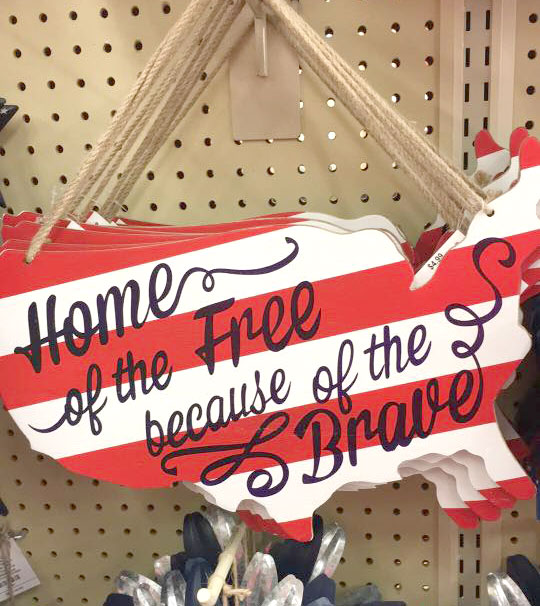 Home
of the Free
because of the
Brave
$4.99